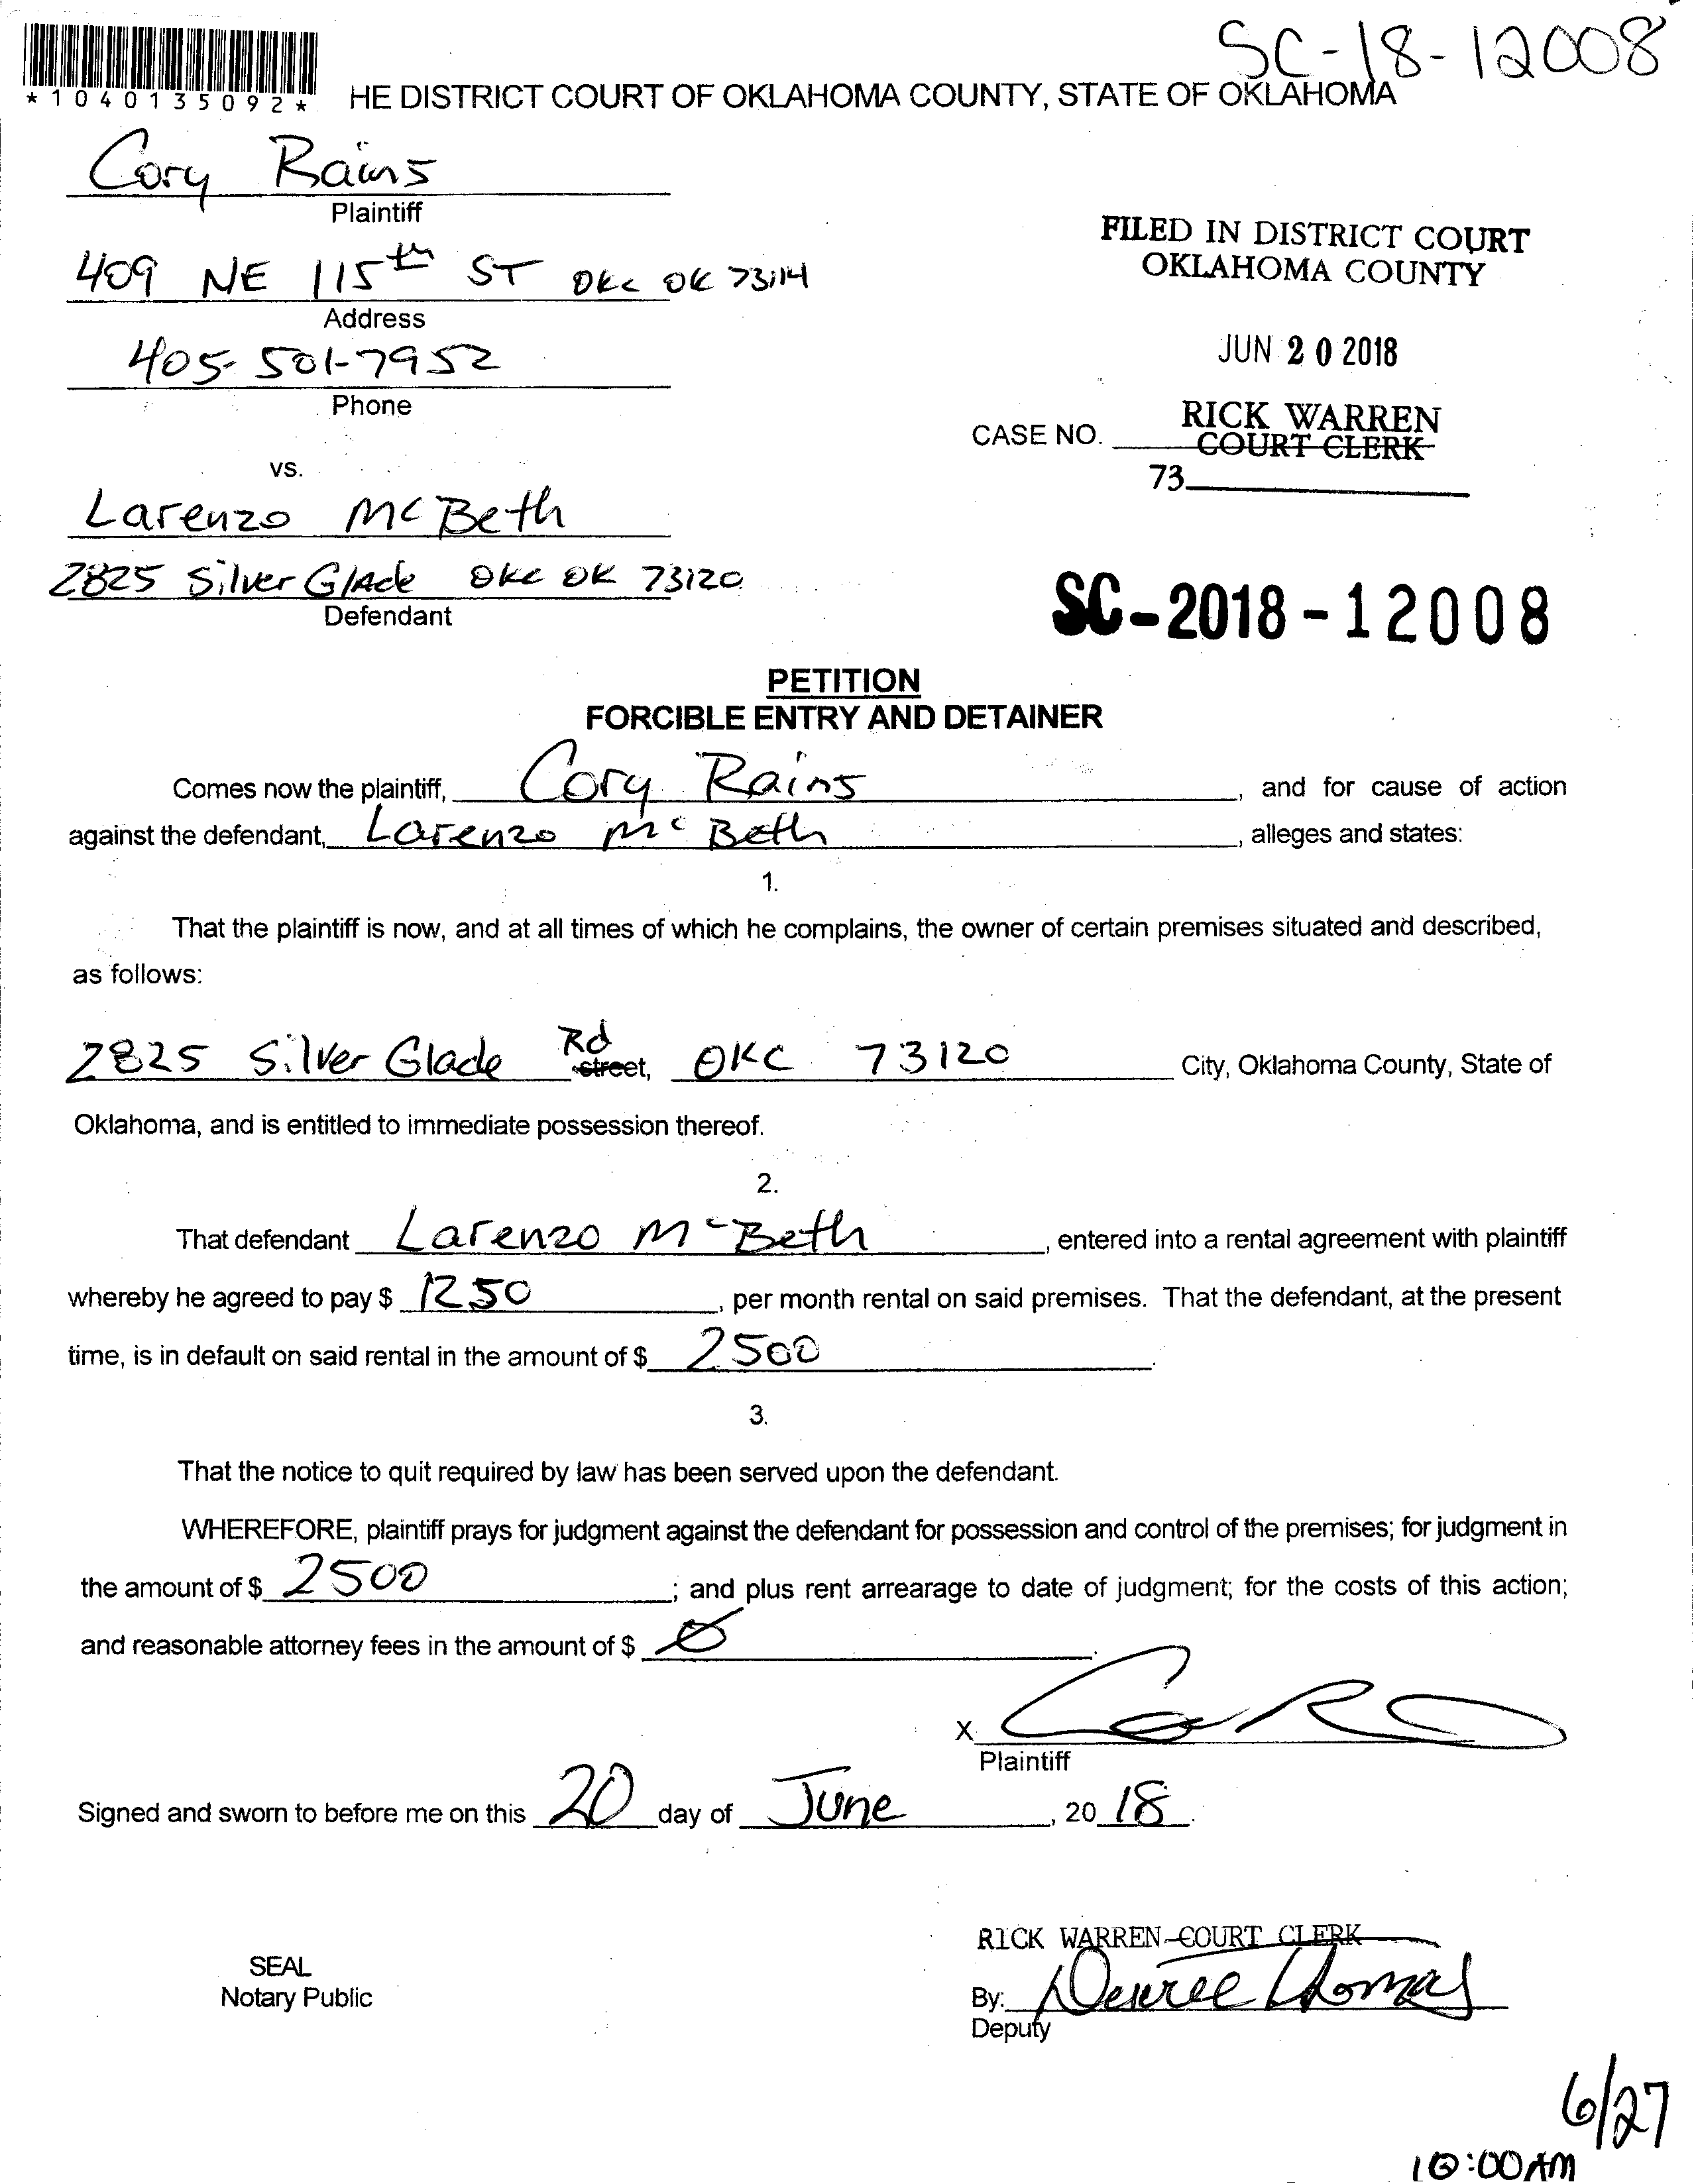 SC-18-12008
*1040135092*
HE DISTRICT COURT OF OKLAHOMA COUNTY, STATE OF OKLAHOMA
Cory Rains
Plaintiff
409 NE 115th ST OKC OK 73114
Address
405-501-7952
Phone
FILED IN DISTRICT COURT
OKLAHOMA COUNTY
JUN 20 2018
RICK WARREN
COURT CLERK
CASE NO.
73
vs.
Larenzo McBeth
2825 Silver Glade OKC OK 73120
Defendant
SC-2018-12008
PETITION
FORCIBLE ENTRY AND DETAINER
Comes now the plaintiff, Cory Rains, and for cause of action
against the defendant, Larenzo McBeth, alleges and states:
1.
That the plaintiff is now, and at all times of which he complains, the owner of certain premises situated and described,
as follows:
2825 Silver Glade Rd street, OKC 73120 City, Oklahoma County, State of
Oklahoma, and is entitled to immediate possession thereof.
2.
That defendant Larenzo McBeth, entered into a rental agreement with plaintiff
whereby he agreed to pay $ 1250, per month rental on said premises. That the defendant, at the present
time, is in default on said rental in the amount of $ 2500.
3.
That the notice to quit required by law has been served upon the defendant.
WHEREFORE, plaintiff prays for judgment against the defendant for possession and control of the premises; for judgment in
the amount of $ 2500; and plus rent arrearage to date of judgment; for the costs of this action;
and reasonable attorney fees in the amount of $ Ø.
X
Plaintiff
Signed and sworn to before me on this 20 day of June, 2018.
SEAL
Notary Public
RICK WARREN COURT CLERK
By: Desiree Thomas
Deputy
6/27
10:00AM